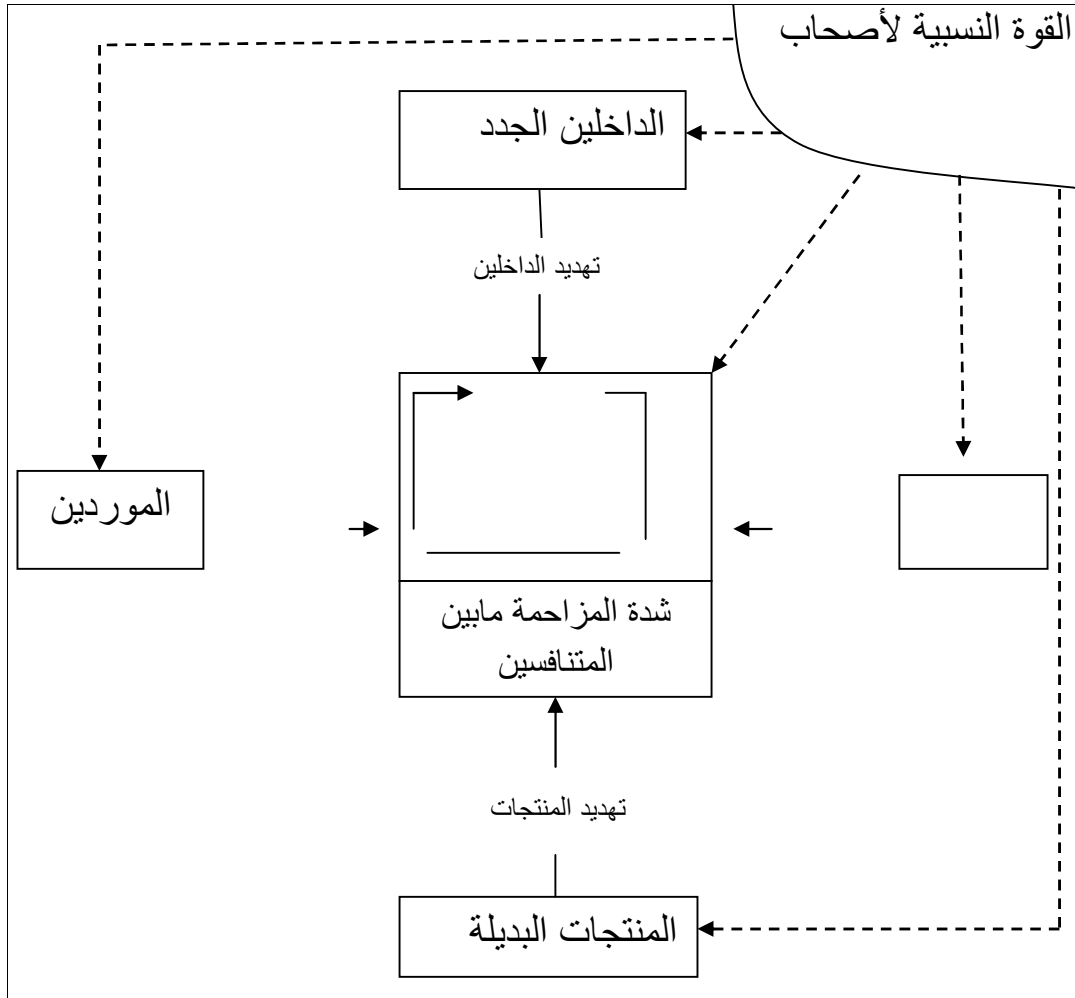 القوة النسبية لأصحاب
الداخلين الجدد
تهديد الداخلين
الموردين
شدة المزاحمة مابين
المتنافسين
تهديد المنتجات
المنتجات البديلة